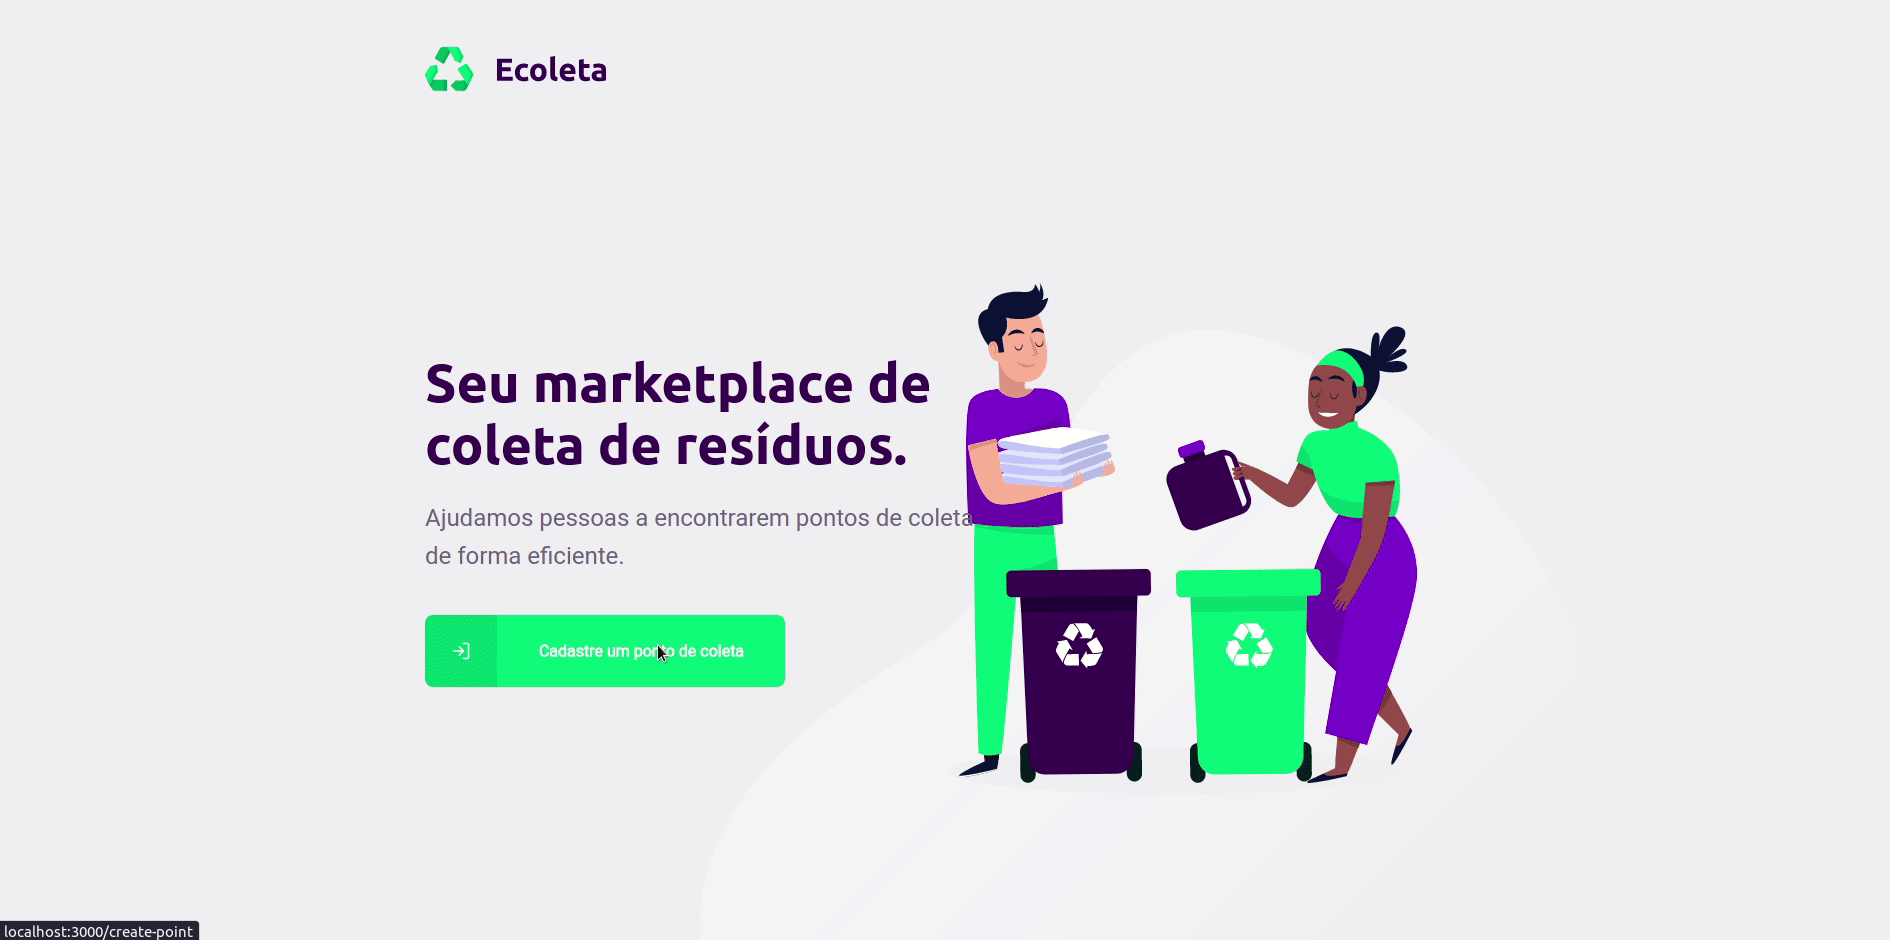 Ecoleta
Seu marketplace de
coleta de resíduos.
Ajudamos pessoas a encontrarem pontos de coleta
de forma eficiente.
Cadastre um ponto de coleta
localhost:3000/create-point